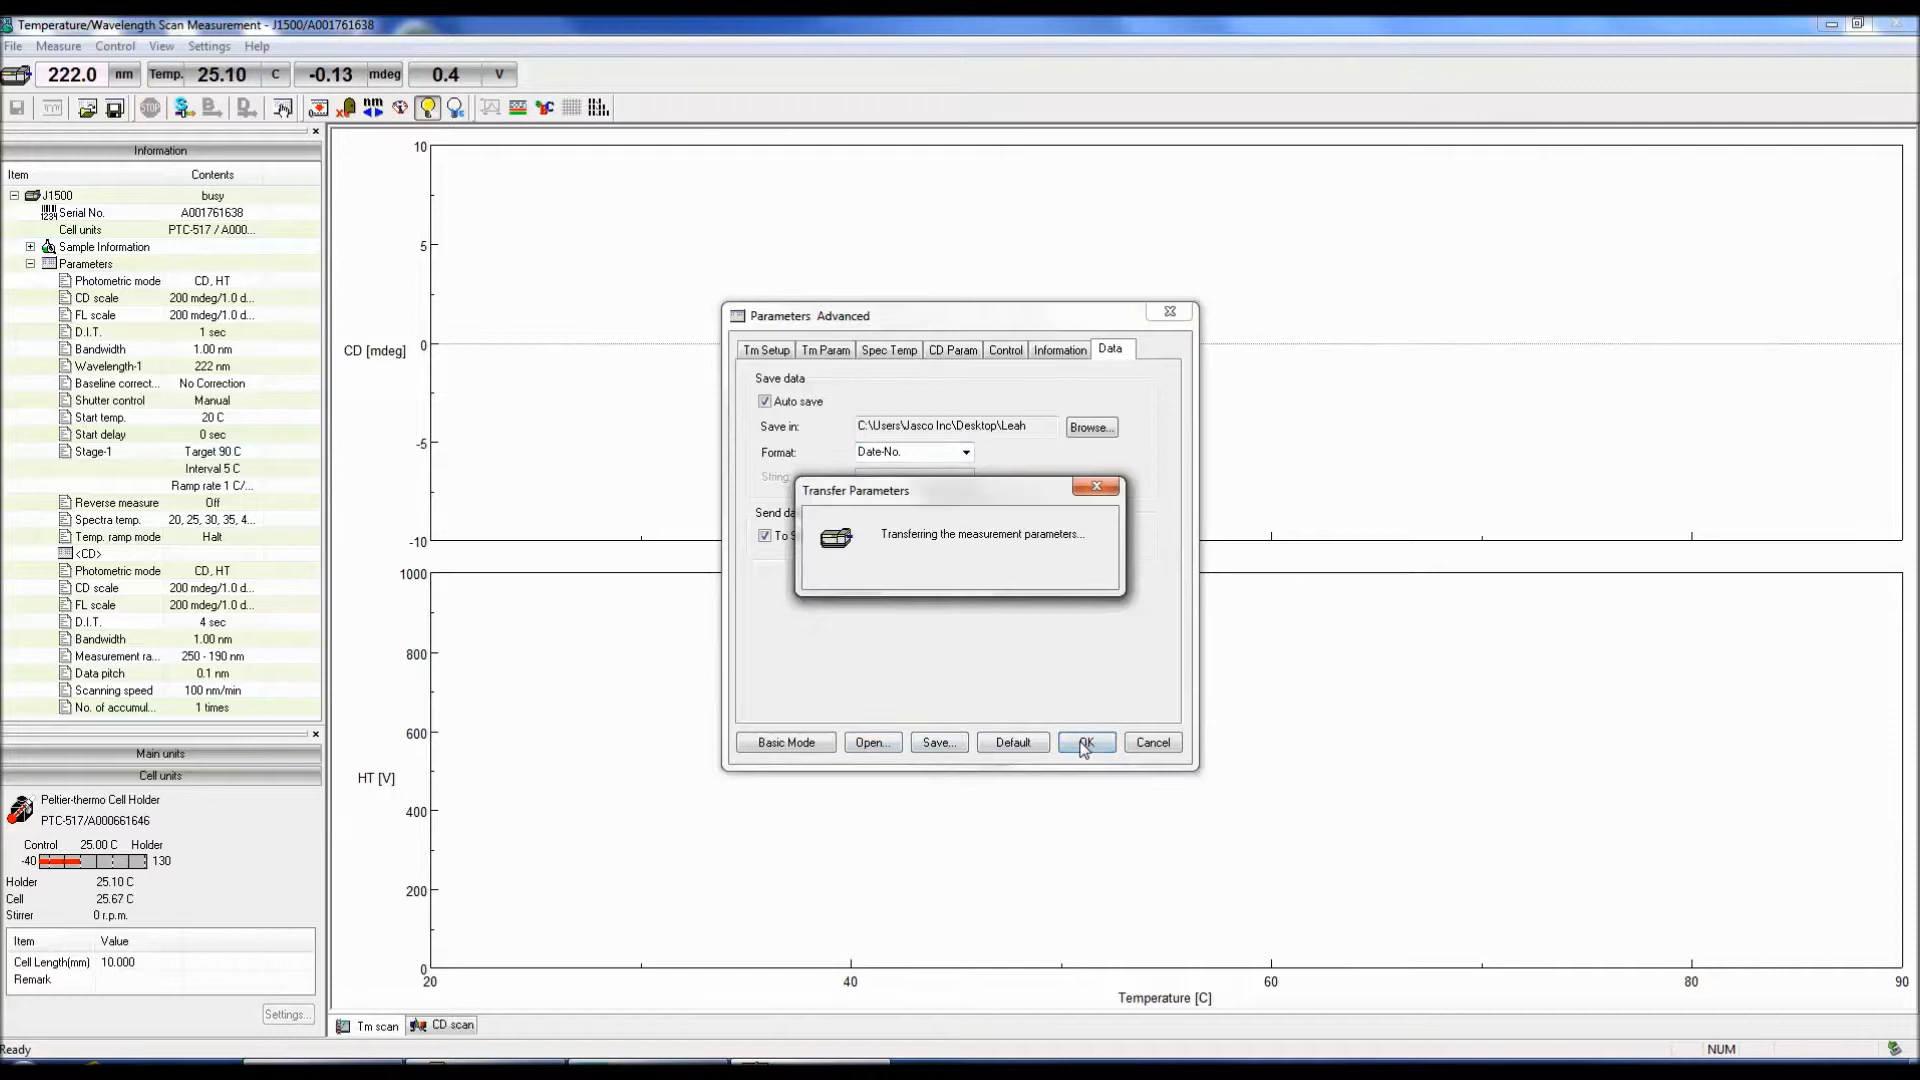 Temperature/Wavelength Scan Measurement - J1500/A001761638
File Measure Control View Settings Help
222.0 nm Temp. 25.10 C -0.13 mdeg 0.4 V
Information
Item Contents
J1500 busy
Serial No. A001761638
Cell units PTC-517 / A000...
Sample Information
Parameters
Photometric mode CD, HT
CD scale 200 mdeg/1.0 d...
FL scale 200 mdeg/1.0 d...
D.I.T. 1 sec
Bandwidth 1.00 nm
Wavelength-1 222 nm
Baseline correct... No Correction
Shutter control Manual
Start temp. 20 C
Start delay 0 sec
Stage-1 Target 90 C
Interval 5 C
Ramp rate 1 C/...
Reverse measure Off
Spectra temp. 20, 25, 30, 35, 4...
Temp. ramp mode Halt
<CD>
Photometric mode CD, HT
CD scale 200 mdeg/1.0 d...
FL scale 200 mdeg/1.0 d...
D.I.T. 4 sec
Bandwidth 1.00 nm
Measurement ra... 250 - 190 nm
Data pitch 0.1 nm
Scanning speed 100 nm/min
No. of accumul... 1 times
Main units
Cell units
Peltier-thermo Cell Holder
PTC-517/A000661646
Control 25.00 C Holder
-40 130
Holder 25.10 C
Cell 25.67 C
Stirrer 0 r.p.m.
Item Value
Cell Length(mm) 10.000
Remark
Settings...
10
5
CD [mdeg] 0
-5
-10
1000
800
600
HT [V]
400
200
0
20 40 60 80 90
Temperature [C]
Tm scan CD scan
Parameters Advanced
Tm Setup Tm Param Spec Temp CD Param Control Information Data
Save data
Auto save
Save in: C:\Users\Jasco Inc\Desktop\Leah Browse...
Format: Date-No.
String:
Send da
To S
Transfer Parameters
Transferring the measurement parameters...
Basic Mode Open... Save... Default OK Cancel
Ready NUM